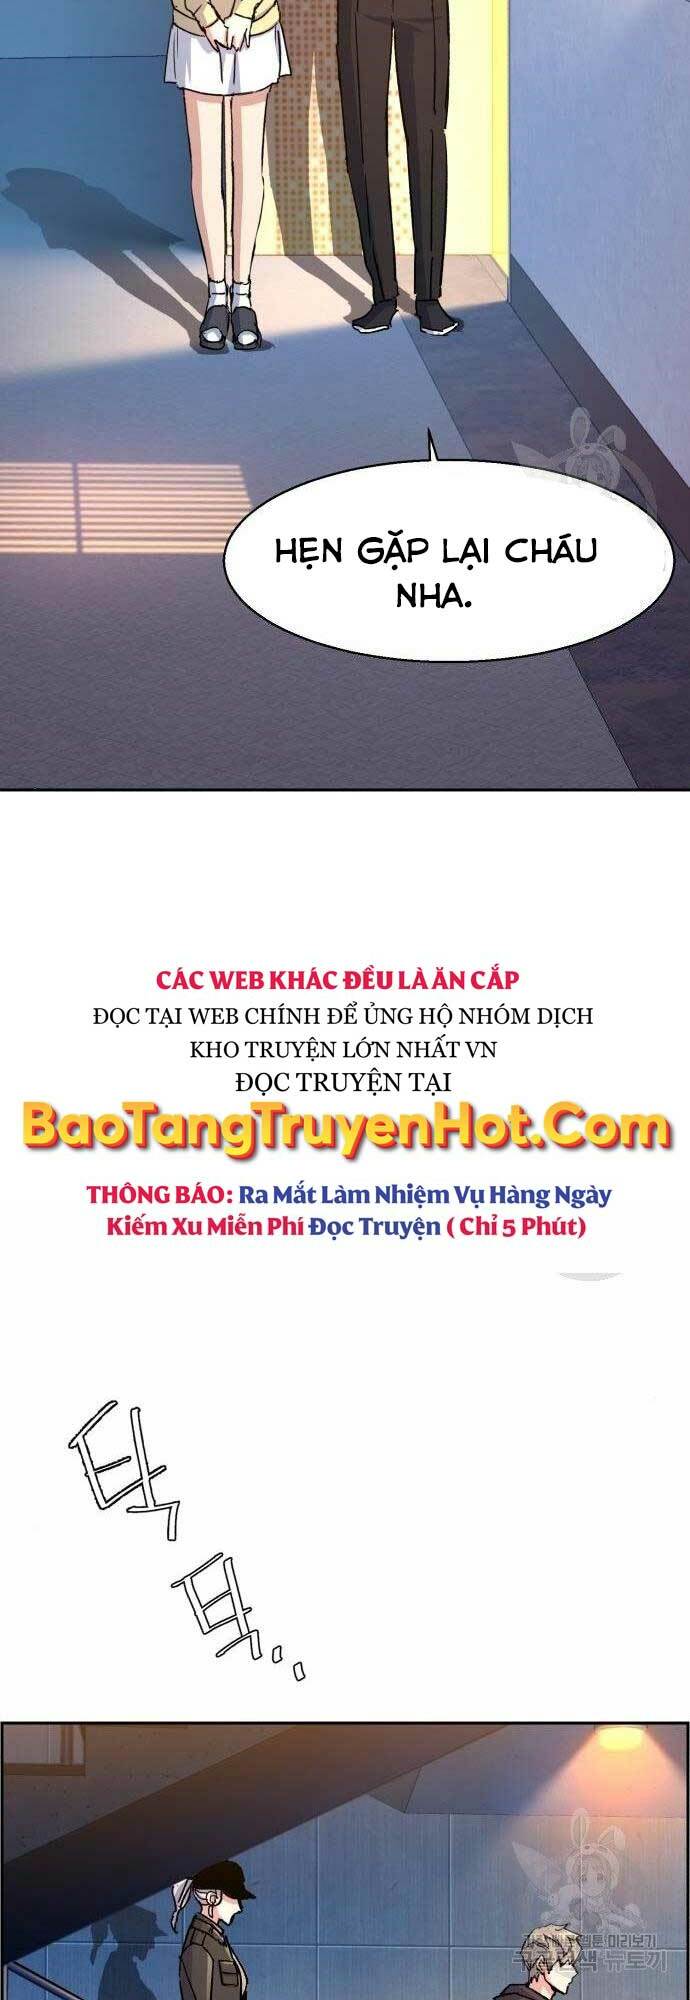 HẸN GẶP LẠI CHÁU
NHA.
CÁC WEB KHÁC ĐỀU LÀ ĂN CẮP
ĐỌC TẠI WEB CHÍNH ĐỂ ỦNG HỘ NHÓM DỊCH
KHO TRUYỆN LỚN NHẤT VN
ĐỌC TRUYỆN TẠI
BaoTangTruyenHot.Com
THÔNG BÁO: Ra Mắt Làm Nhiệm Vụ Hàng Ngày
Kiếm Xu Miễn Phí Đọc Truyện ( Chỉ 5 Phút)